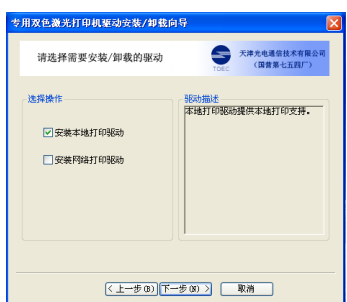 专用双色激光打印机驱动安装/卸载向导
请选择需要安装/卸载的驱动
TOEC
天津光电通信技术有限公司
(国营第七五四厂)
选择操作
安装本地打印驱动
安装网络打印驱动
驱动描述
本地打印驱动提供本地打印支持。
< 上一步(B)
下一步(N) >
取消